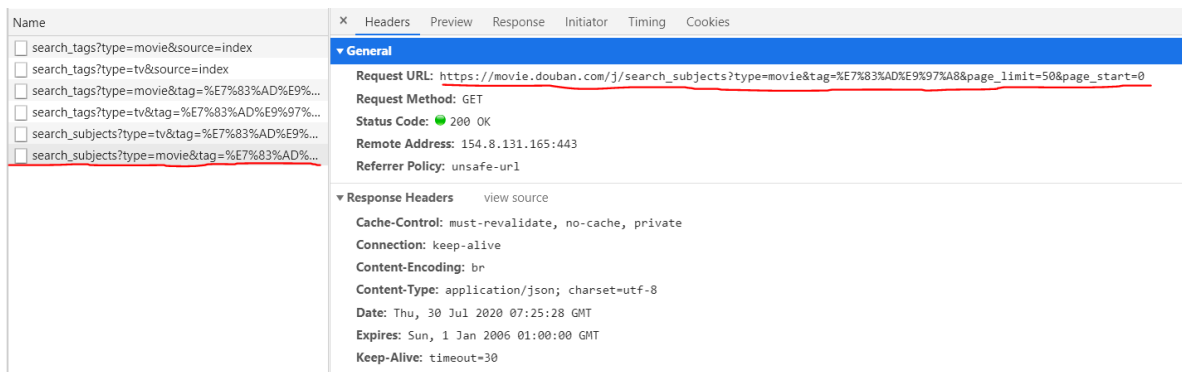 Name
search_tags?type=movie&source=index
search_tags?type=tv&source=index
search_tags?type=movie&tag=%E7%83%AD%E9%...
search_tags?type=tv&tag=%E7%83%AD%E9%97%...
search_subjects?type=tv&tag=%E7%83%AD%E9%...
search_subjects?type=movie&tag=%E7%83%AD%...
× Headers Preview Response Initiator Timing Cookies
▼ General
Request URL: https://movie.douban.com/j/search_subjects?type=movie&tag=%E7%83%AD%E9%97%A8&page_limit=50&page_start=0
Request Method: GET
Status Code: 200 OK
Remote Address: 154.8.131.165:443
Referrer Policy: unsafe-url
▼ Response Headers view source
Cache-Control: must-revalidate, no-cache, private
Connection: keep-alive
Content-Encoding: br
Content-Type: application/json; charset=utf-8
Date: Thu, 30 Jul 2020 07:25:28 GMT
Expires: Sun, 1 Jan 2006 01:00:00 GMT
Keep-Alive: timeout=30